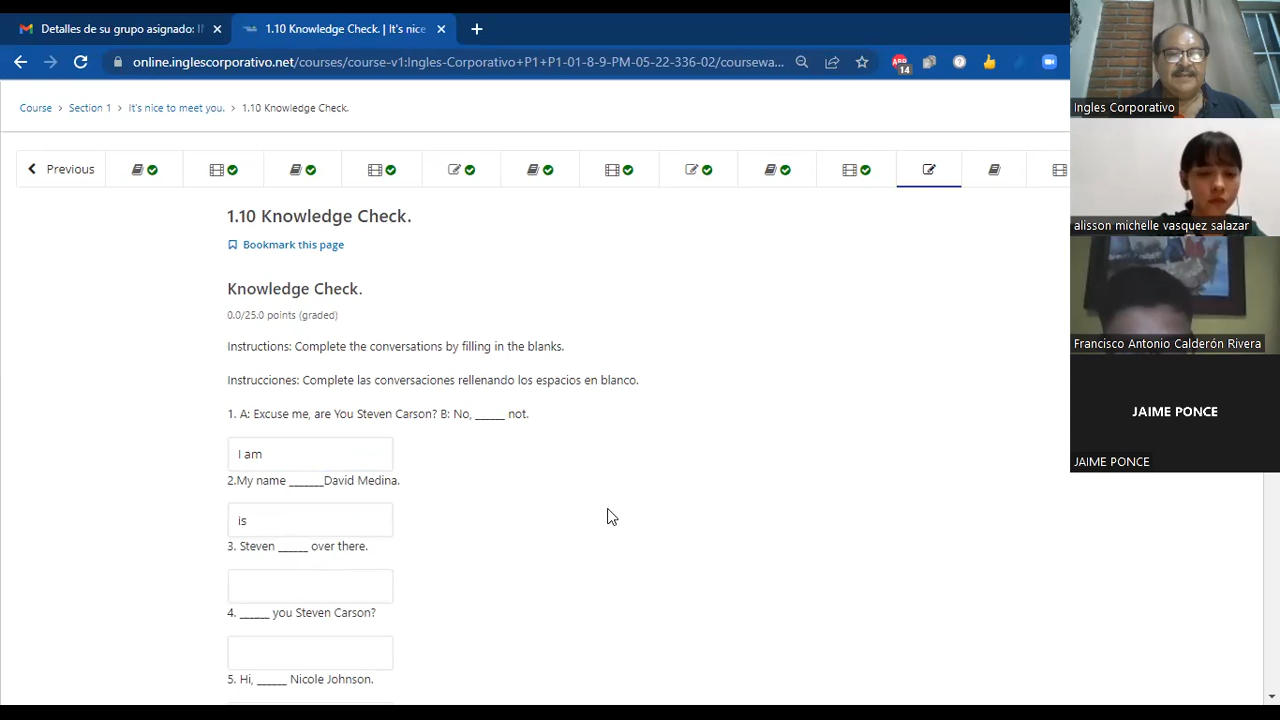 Detalles de su grupo asignado: I
1.10 Knowledge Check. | It's nice
online.inglescorporativo.net/courses/course-v1:Ingles-Corporativo+P1+P1-01-8-9-PM-05-22-336-02/coursewa...
14
Course > Section 1 > It's nice to meet you. > 1.10 Knowledge Check.
Previous
1.10 Knowledge Check.
Bookmark this page
Knowledge Check.
0.0/25.0 points (graded)
Instructions: Complete the conversations by filling in the blanks.
Instrucciones: Complete las conversaciones rellenando los espacios en blanco.
1. A: Excuse me, are You Steven Carson? B: No, ______ not.
I am
2.My name _______David Medina.
is
3. Steven ______ over there.
4. ______ you Steven Carson?
5. Hi, ______ Nicole Johnson.
Ingles Corporativo
alisson michelle vasquez salazar
Francisco Antonio Calderón Rivera
JAIME PONCE
JAIME PONCE